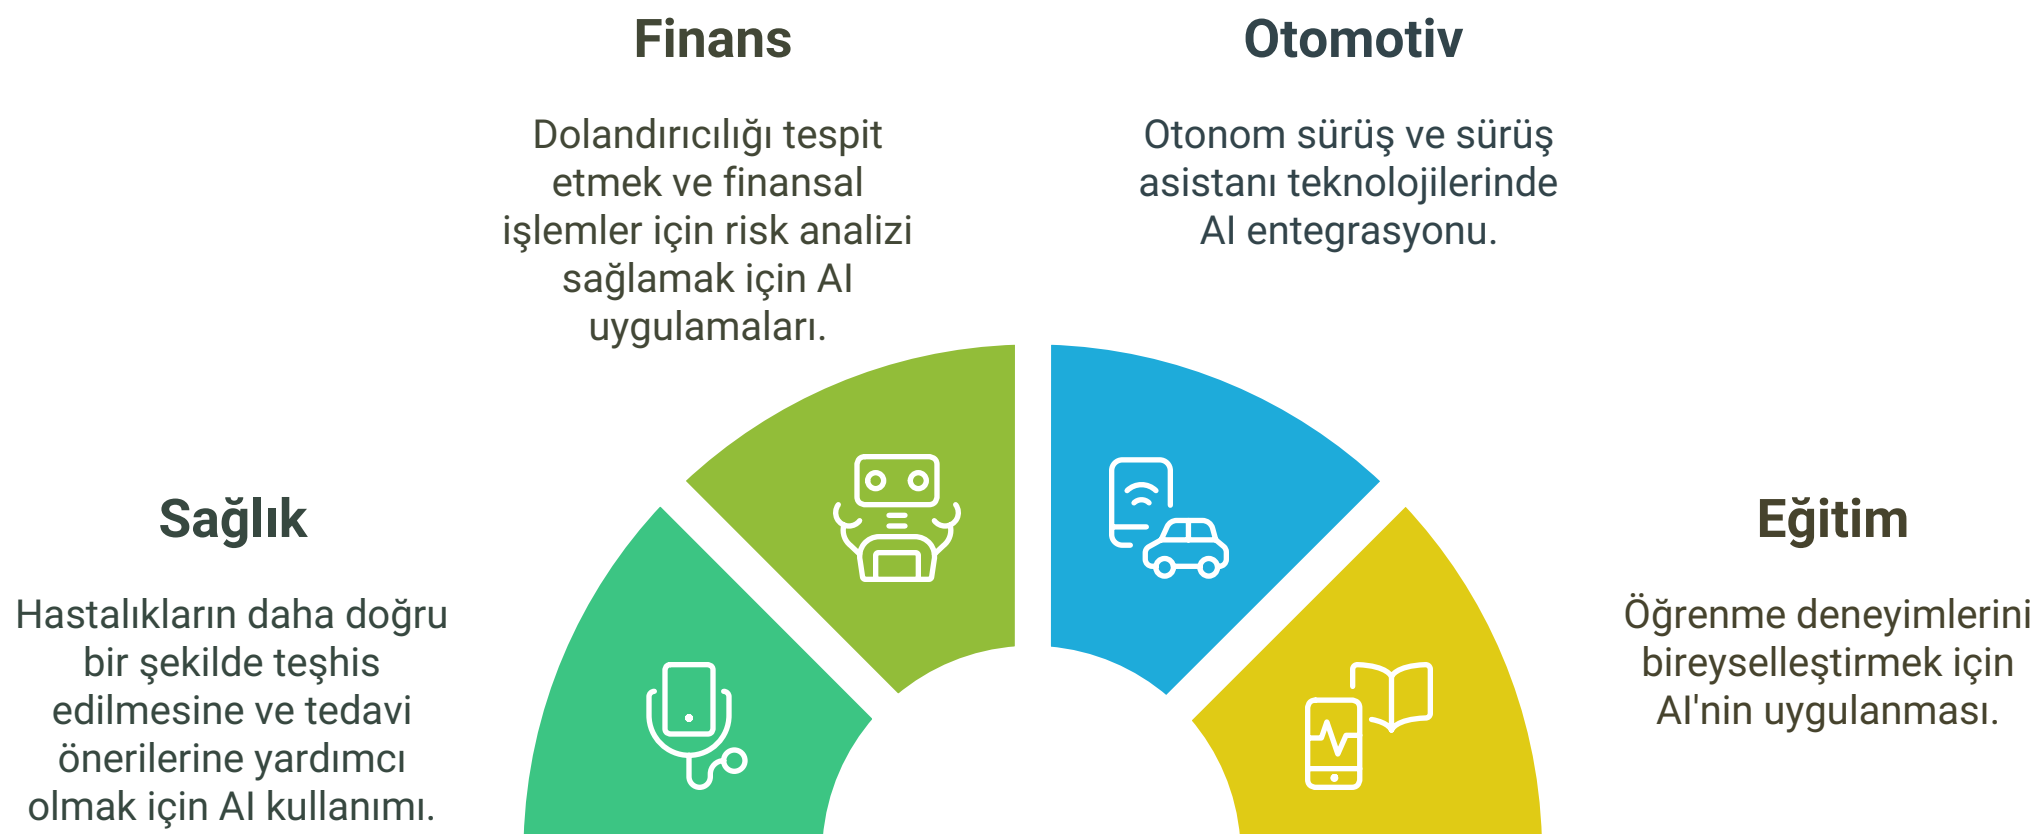 Finans
Dolandırıcılığı tespit
etmek ve finansal
işlemler için risk analizi
sağlamak için AI
uygulamaları.
Otomotiv
Otonom sürüş ve sürüş
asistanı teknolojilerinde
AI entegrasyonu.
Sağlık
Hastalıkların daha doğru
bir şekilde teşhis
edilmesine ve tedavi
önerilerine yardımcı
olmak için AI kullanımı.
Eğitim
Öğrenme deneyimlerini
bireyselleştirmek için
AI'nin uygulanması.